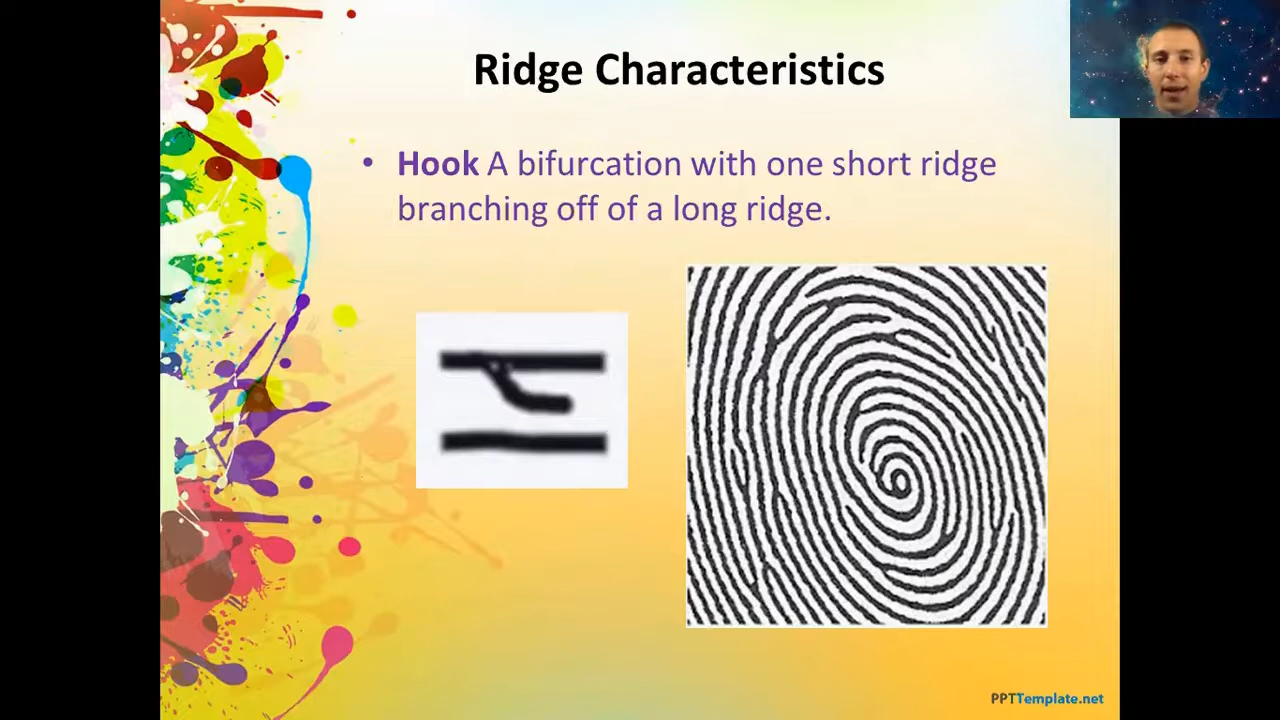 Ridge Characteristics
• Hook A bifurcation with one short ridge
branching off of a long ridge.
PPTTemplate.net